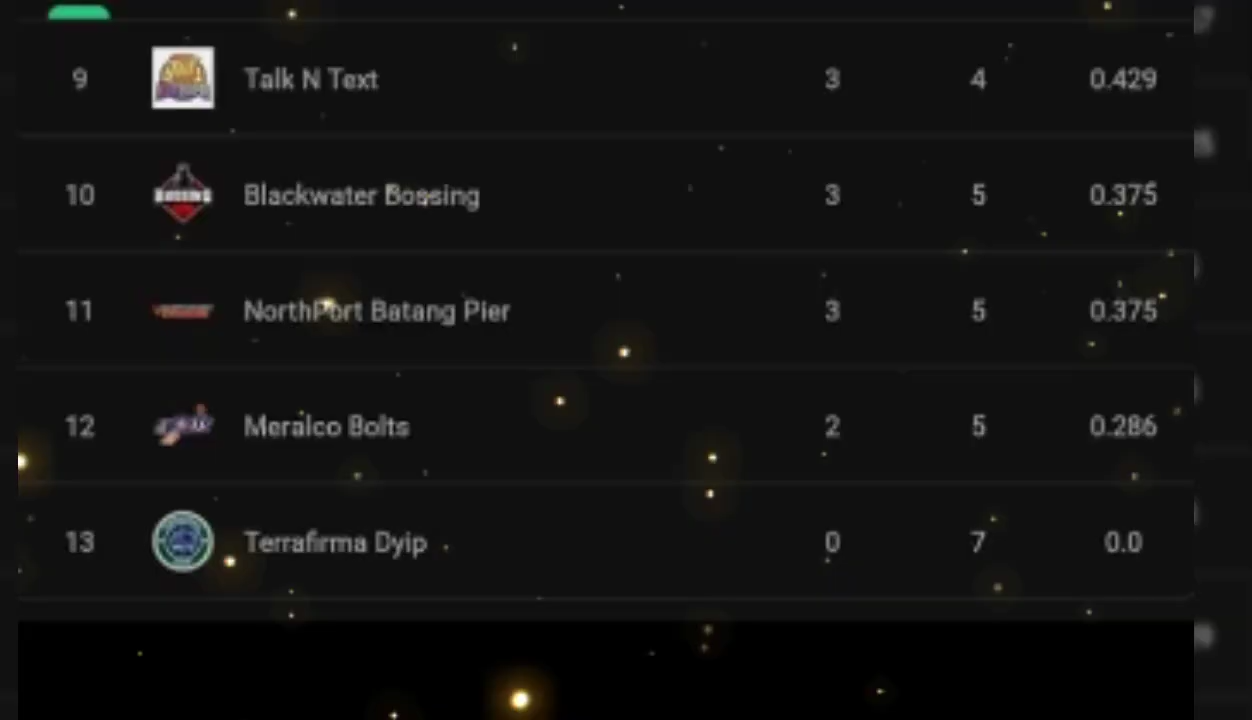 9 Talk N Text 3 4 0.429
10 Blackwater Bossing 3 5 0.375
11 NorthPort Batang Pier 3 5 0.375
12 Meralco Bolts 2 5 0.286
13 Terrafirma Dyip 0 7 0.0